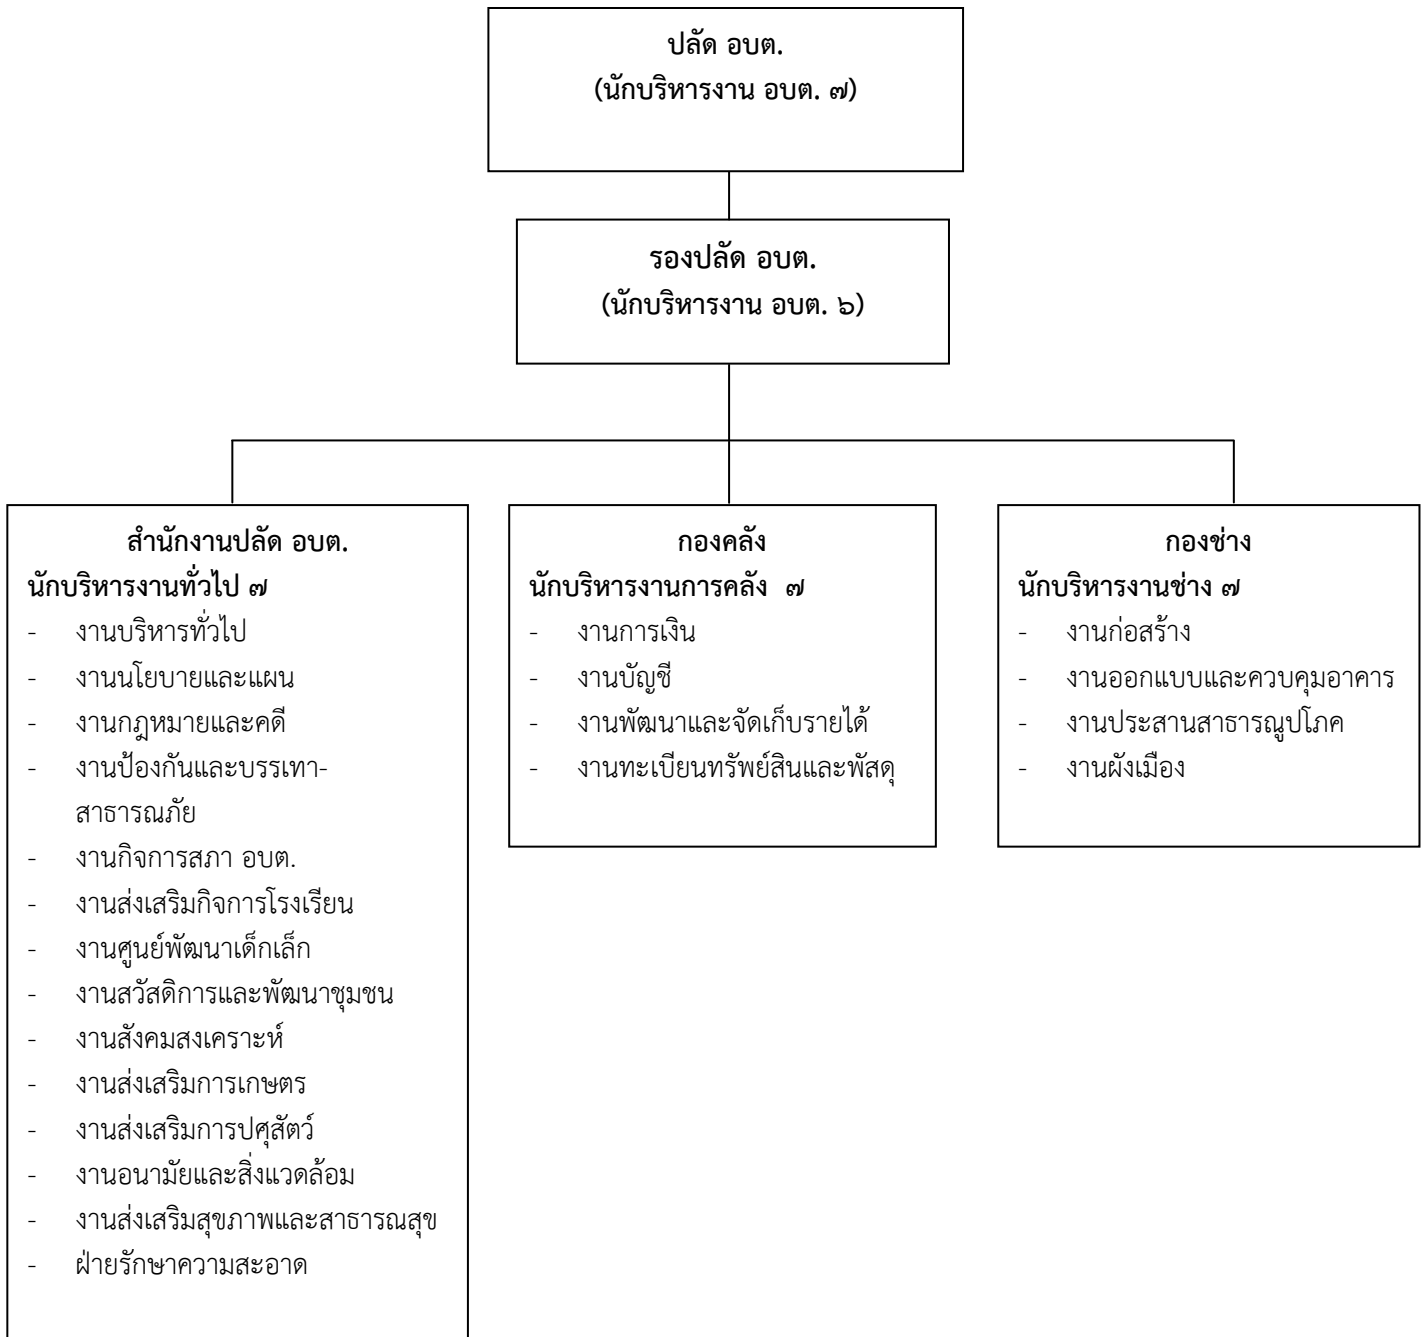 ปลัด อบต.
(นักบริหารงาน อบต. ๗)
รองปลัด อบต.
(นักบริหารงาน อบต. ๖)
สำนักงานปลัด อบต.
นักบริหารงานทั่วไป ๗
- งานบริหารทั่วไป
- งานนโยบายและแผน
- งานกฎหมายและคดี
- งานป้องกันและบรรเทา-
สาธารณภัย
- งานกิจการสภา อบต.
- งานส่งเสริมกิจการโรงเรียน
- งานศูนย์พัฒนาเด็กเล็ก
- งานสวัสดิการและพัฒนาชุมชน
- งานสังคมสงเคราะห์
- งานส่งเสริมการเกษตร
- งานส่งเสริมการปศุสัตว์
- งานอนามัยและสิ่งแวดล้อม
- งานส่งเสริมสุขภาพและสาธารณสุข
- ฝ่ายรักษาความสะอาด
กองคลัง
นักบริหารงานการคลัง ๗
- งานการเงิน
- งานบัญชี
- งานพัฒนาและจัดเก็บรายได้
- งานทะเบียนทรัพย์สินและพัสดุ
กองช่าง
นักบริหารงานช่าง ๗
- งานก่อสร้าง
- งานออกแบบและควบคุมอาคาร
- งานประสานสาธารณูปโภค
- งานผังเมือง